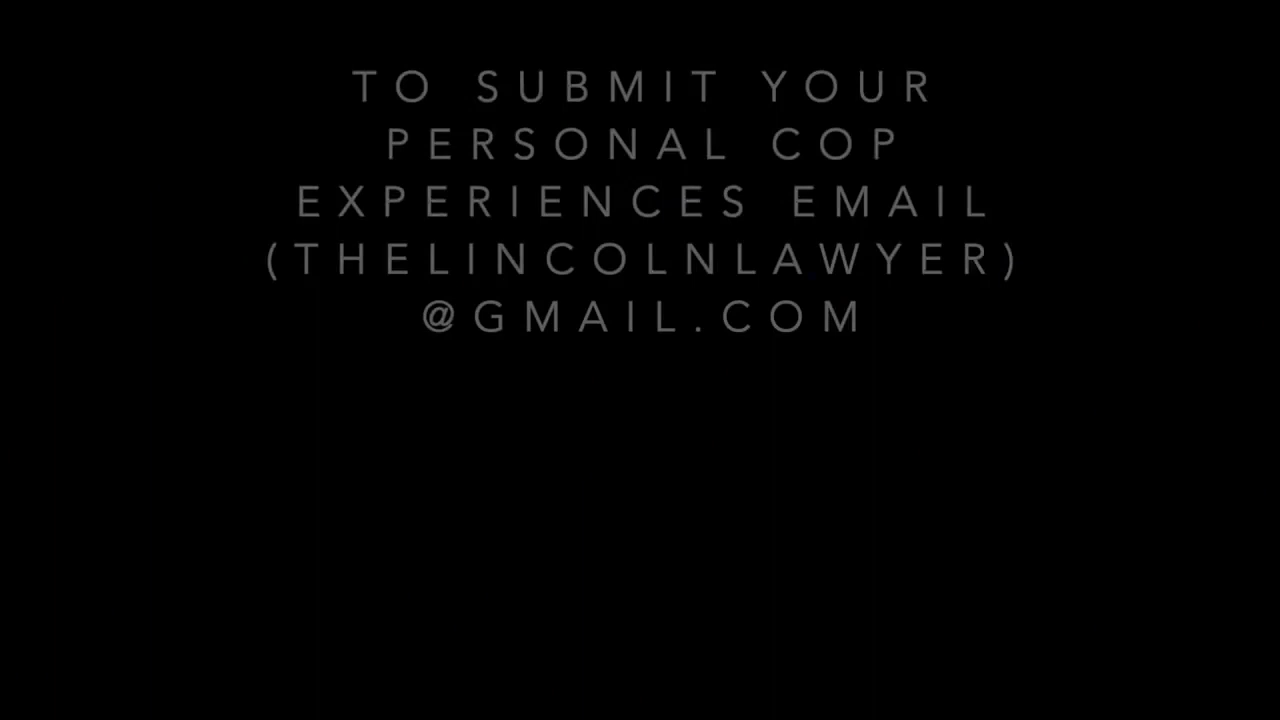 TO SUBMIT YOUR
PERSONAL COP
EXPERIENCES EMAIL
(THELINCOLNLAWYER)
@GMAIL.COM